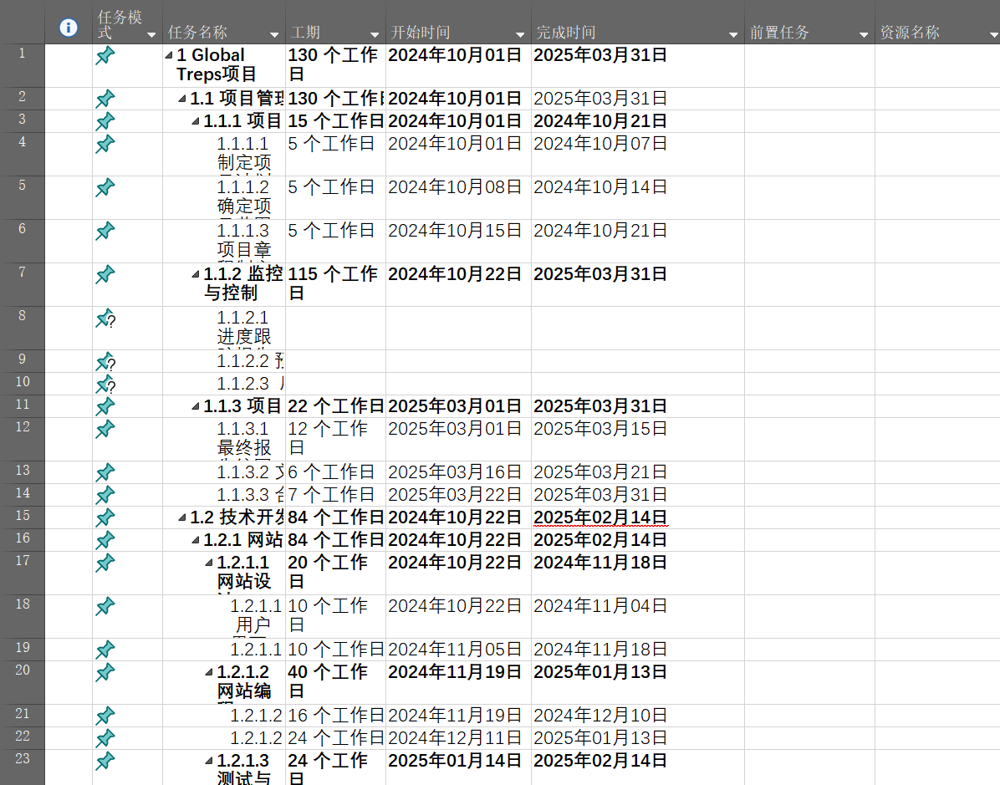 任务模式 任务名称 工期 开始时间 完成时间 前置任务 资源名称
1 1 Global Treps项目 130 个工作日 2024年10月01日 2025年03月31日
2 1.1 项目管理 130 个工作日 2024年10月01日 2025年03月31日
3 1.1.1 项目 15 个工作日 2024年10月01日 2024年10月21日
4 1.1.1.1 制定项 5 个工作日 2024年10月01日 2024年10月07日
5 1.1.1.2 确定项 5 个工作日 2024年10月08日 2024年10月14日
6 1.1.1.3 项目章 5 个工作日 2024年10月15日 2024年10月21日
7 1.1.2 监控与控制 115 个工作日 2024年10月22日 2025年03月31日
8 ? 1.1.2.1 进度跟
9 ? 1.1.2.2
10 ? 1.1.2.3
11 1.1.3 项目 22 个工作日 2025年03月01日 2025年03月31日
12 1.1.3.1 最终报 12 个工作日 2025年03月01日 2025年03月15日
13 1.1.3.2 6 个工作日 2025年03月16日 2025年03月21日
14 1.1.3.3 7 个工作日 2025年03月22日 2025年03月31日
15 1.2 技术开发 84 个工作日 2024年10月22日 2025年02月14日
16 1.2.1 网站 84 个工作日 2024年10月22日 2025年02月14日
17 1.2.1.1 网站设 20 个工作日 2024年10月22日 2024年11月18日
18 1.2.1.1 用户 10 个工作日 2024年10月22日 2024年11月04日
19 1.2.1.1 10 个工作日 2024年11月05日 2024年11月18日
20 1.2.1.2 网站编 40 个工作日 2024年11月19日 2025年01月13日
21 1.2.1.2 16 个工作日 2024年11月19日 2024年12月10日
22 1.2.1.2 24 个工作日 2024年12月11日 2025年01月13日
23 1.2.1.3 测试与 24 个工作日 2025年01月14日 2025年02月14日